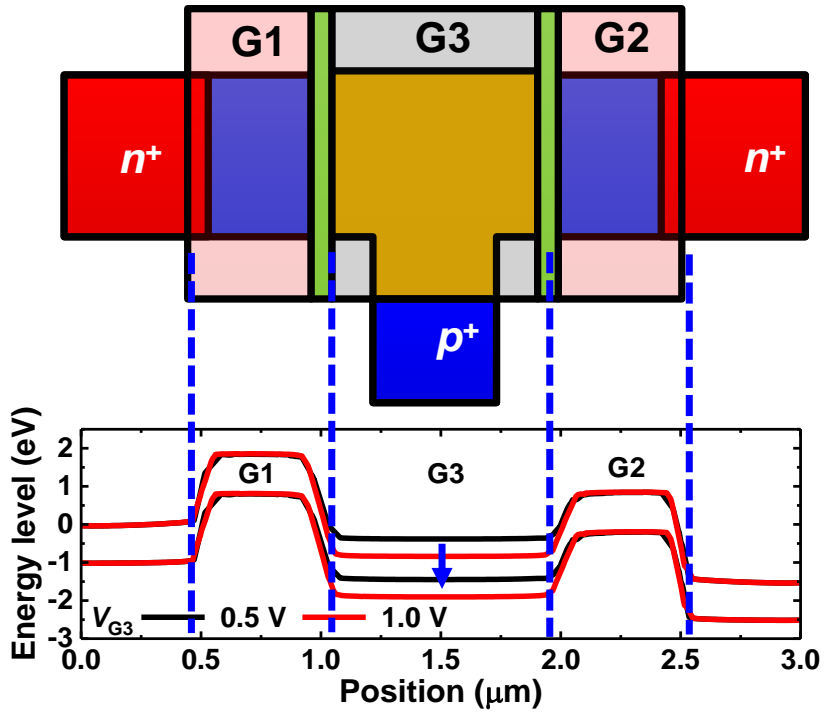 G1 G3 G2
n+ n+
p+
Energy level (eV)
2
1
0
-1
-2
-3
G1 G3 G2
VG3 0.5 V 1.0 V
0.0 0.5 1.0 1.5 2.0 2.5 3.0
Position (μm)